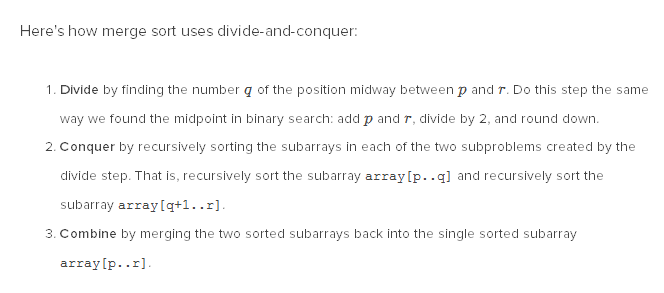 Here's how merge sort uses divide-and-conquer:
1. Divide by finding the number q of the position midway between p and r. Do this step the same
way we found the midpoint in binary search: add p and r, divide by 2, and round down.
2. Conquer by recursively sorting the subarrays in each of the two subproblems created by the
divide step. That is, recursively sort the subarray array[p..q] and recursively sort the
subarray array[q+1..r].
3. Combine by merging the two sorted subarrays back into the single sorted subarray
array[p..r].